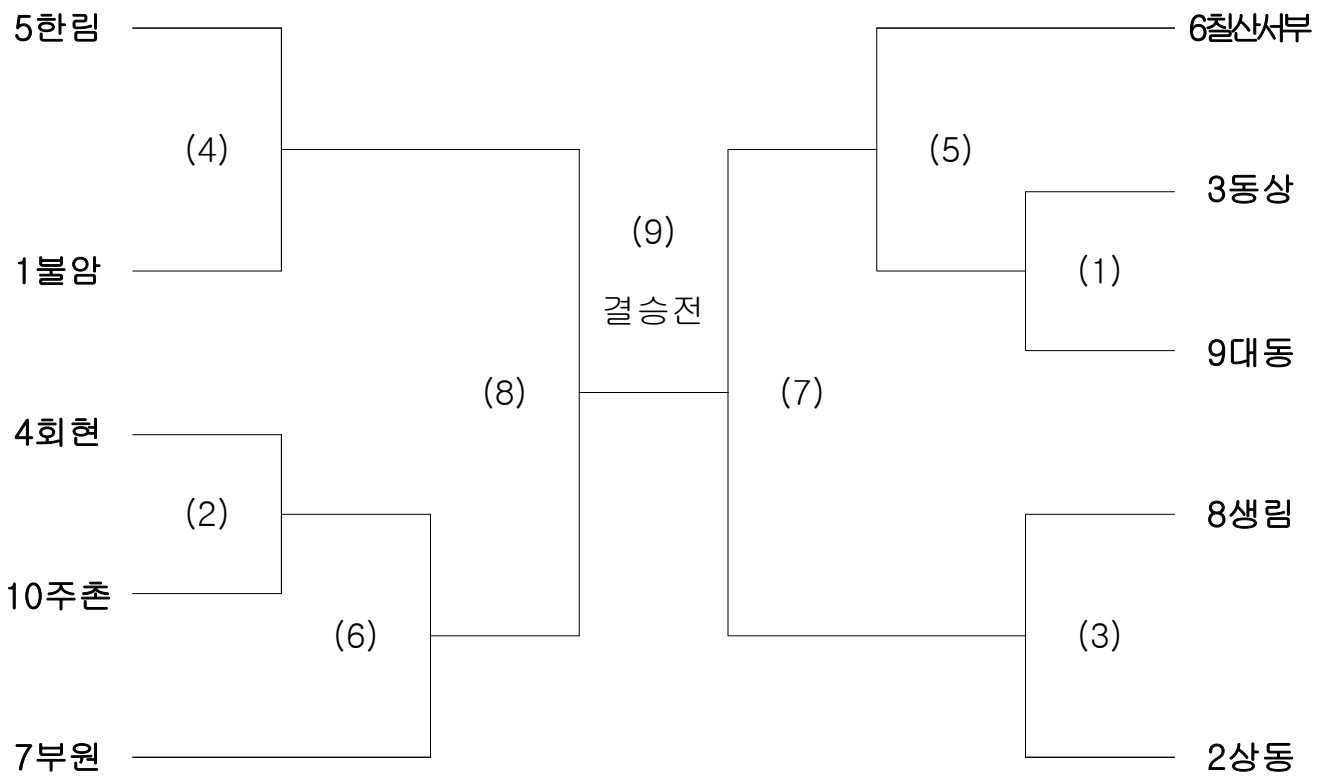 5한림
6칠산서부
(4)
(5)
3동상
(9)
1불암
(1)
결승전
9대동
(8)
(7)
4회현
(2)
8생림
10주촌
(6)
(3)
7부원
2상동